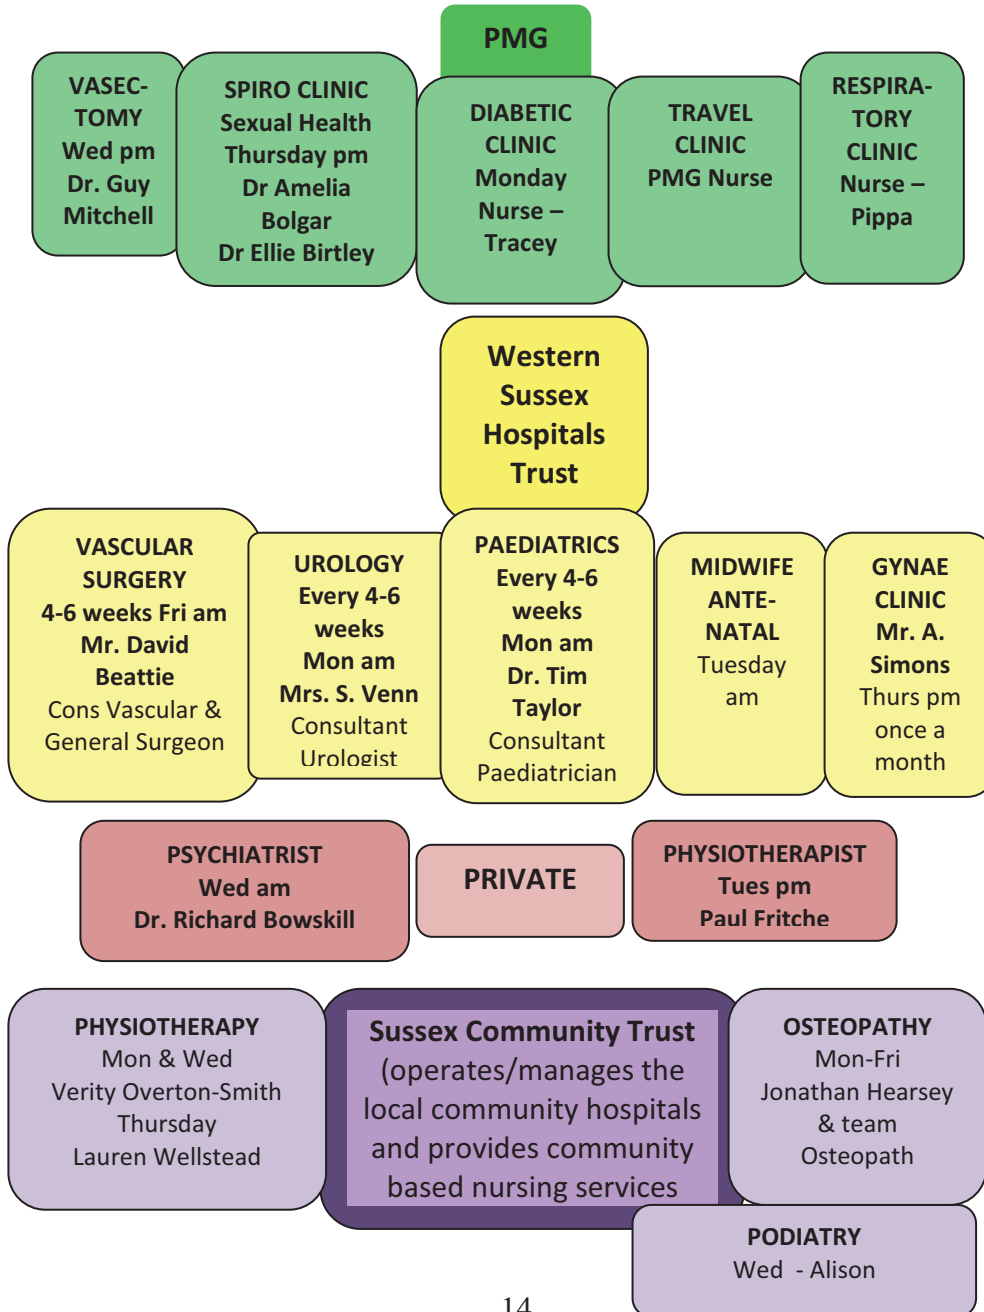 PMG
VASEC-
TOMY
Wed pm
Dr. Guy
Mitchell
SPIRO CLINIC
Sexual Health
Thursday pm
Dr Amelia
Bolgar
Dr Ellie Birtley
DIABETIC
CLINIC
Monday
Nurse –
Tracey
TRAVEL
CLINIC
PMG Nurse
RESPIRA-
TORY
CLINIC
Nurse –
Pippa
Western
Sussex
Hospitals
Trust
VASCULAR
SURGERY
4-6 weeks Fri am
Mr. David
Beattie
Cons Vascular &
General Surgeon
UROLOGY
Every 4-6
weeks
Mon am
Mrs. S. Venn
Consultant
Urologist
PAEDIATRICS
Every 4-6
weeks
Mon am
Dr. Tim
Taylor
Consultant
Paediatrician
MIDWIFE
ANTE-
NATAL
Tuesday
am
GYNAE
CLINIC
Mr. A.
Simons
Thurs pm
once a
month
PSYCHIATRIST
Wed am
Dr. Richard Bowskill
PRIVATE
PHYSIOTHERAPIST
Tues pm
Paul Fritche
PHYSIOTHERAPY
Mon & Wed
Verity Overton-Smith
Thursday
Lauren Wellstead
Sussex Community Trust
(operates/manages the
local community hospitals
and provides community
based nursing services
OSTEOPATHY
Mon-Fri
Jonathan Hearsey
& team
Osteopath
PODIATRY
Wed - Alison
14